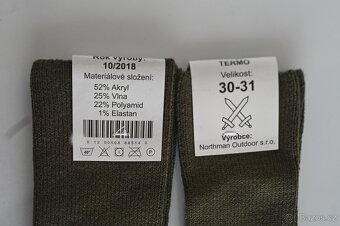 Rok výroby:
10/2018
Materiálové složení:
52% Akryl
25% Vlna
22% Polyamid
1% Elastan
TERMO
Velikost:
30-31
Výrobce:
Northman Outdoor s.r.o.